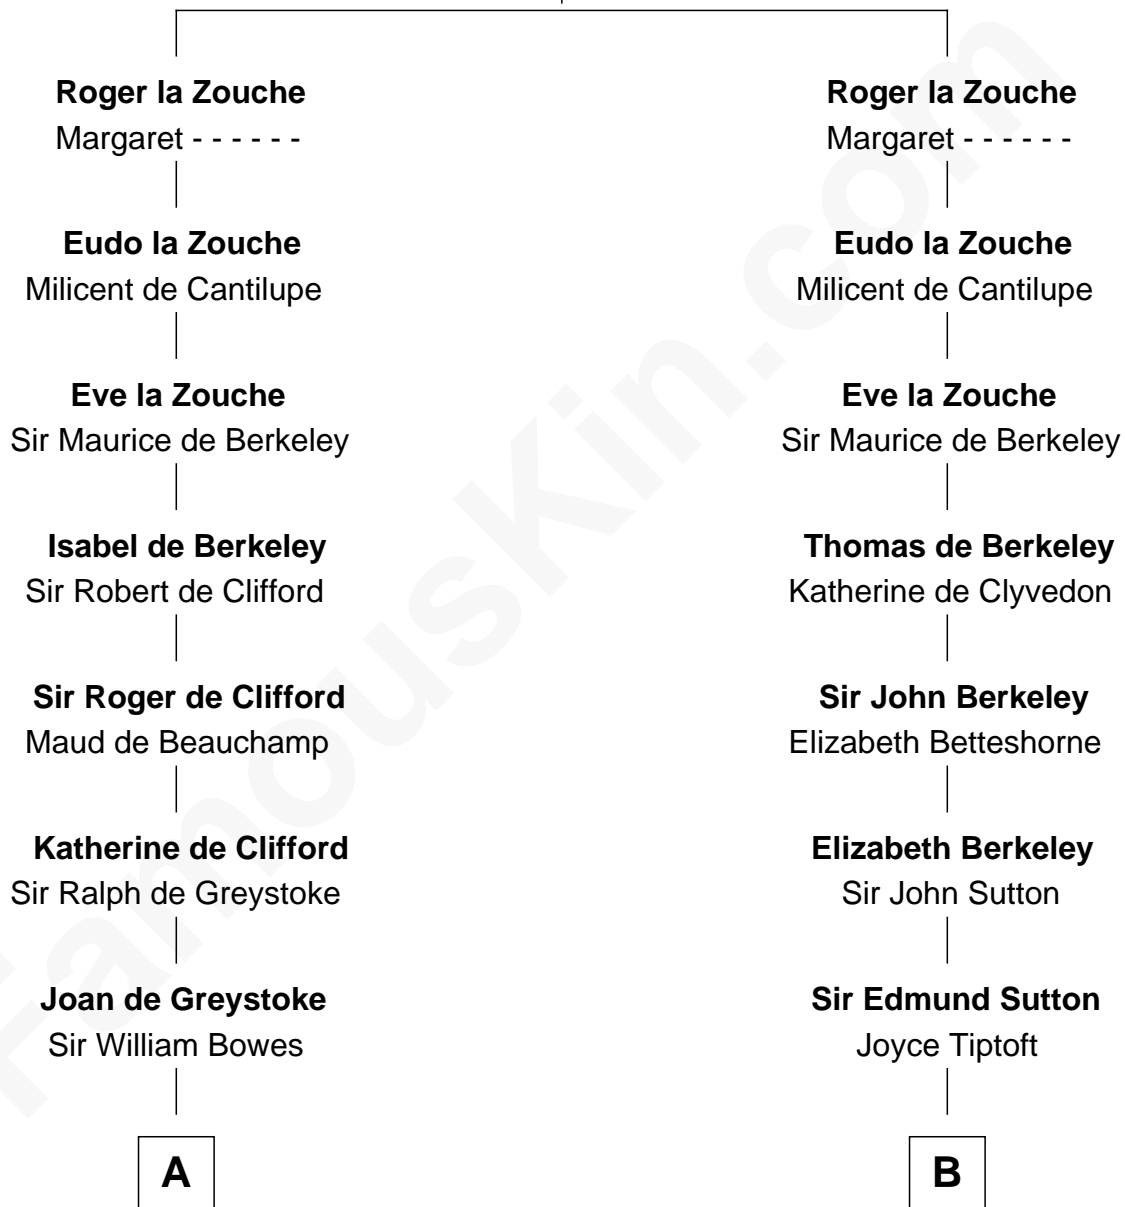 Roger la Zouche
Margaret - - - - - -
Eudo la Zouche
Milicent de Cantilupe
Eve la Zouche
Sir Maurice de Berkeley
Isabel de Berkeley
Sir Robert de Clifford
Sir Roger de Clifford
Maud de Beauchamp
Katherine de Clifford
Sir Ralph de Greystoke
Joan de Greystoke
Sir William Bowes
A
Roger la Zouche
Margaret - - - - - -
Eudo la Zouche
Milicent de Cantilupe
Eve la Zouche
Sir Maurice de Berkeley
Thomas de Berkeley
Katherine de Clyvedon
Sir John Berkeley
Elizabeth Betteshorne
Elizabeth Berkeley
Sir John Sutton
Sir Edmund Sutton
Joyce Tiptoft
B
FamousKin.com